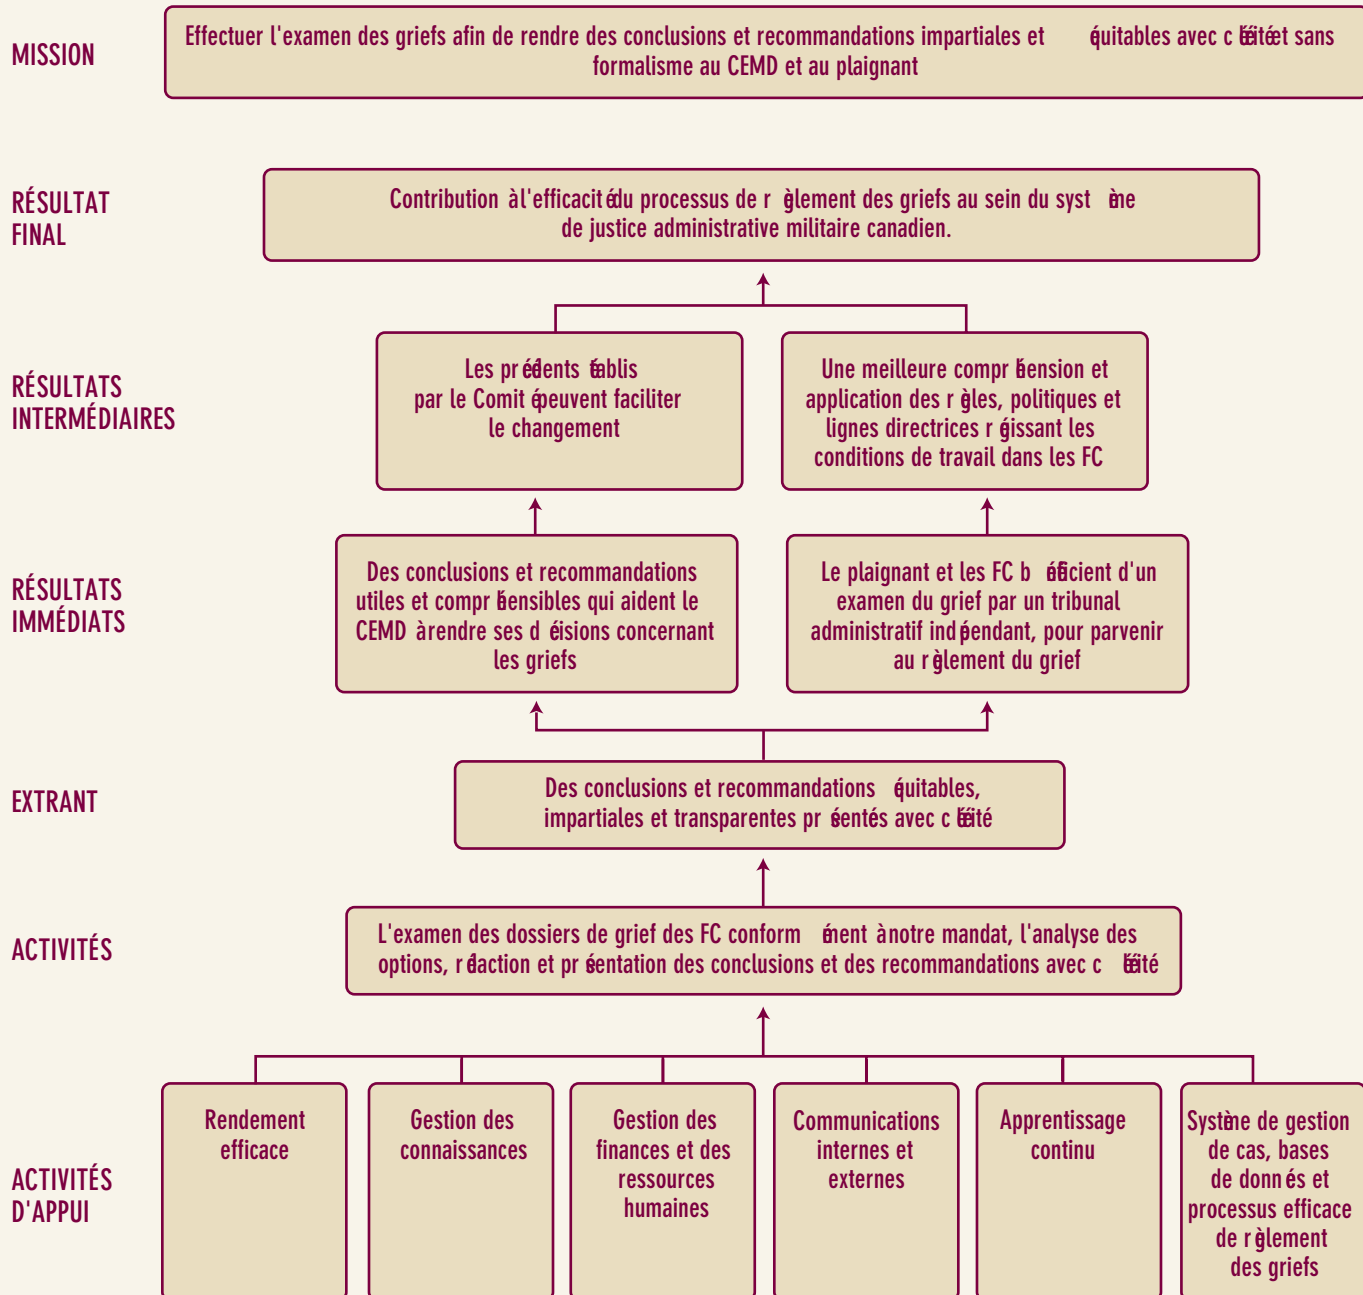 MISSION
Effectuer l'examen des griefs afin de rendre des conclusions et recommandations impartiales et équitables avec célérité et sans
formalisme au CEMD et au plaignant
RÉSULTAT
FINAL
Contribution à l'efficacité du processus de règlement des griefs au sein du système
de justice administrative militaire canadien.
RÉSULTATS
INTERMÉDIAIRES
Les précédents établis
par le Comité peuvent faciliter
le changement
Une meilleure compréhension et
application des règles, politiques et
lignes directrices régissant les
conditions de travail dans les FC
RÉSULTATS
IMMÉDIATS
Des conclusions et recommandations
utiles et compréhensibles qui aident le
CEMD à rendre ses décisions concernant
les griefs
Le plaignant et les FC bénéficient d'un
examen du grief par un tribunal
administratif indépendant, pour parvenir
au règlement du grief
EXTRANT
Des conclusions et recommandations équitables,
impartiales et transparentes présentés avec célérité
ACTIVITÉS
L'examen des dossiers de grief des FC conformément à notre mandat, l'analyse des
options, rédaction et présentation des conclusions et des recommandations avec célérité
ACTIVITÉS
D'APPUI
Rendement
efficace
Gestion des
connaissances
Gestion des
finances et des
ressources
humaines
Communications
internes et
externes
Apprentissage
continu
Système de gestion
de cas, bases
de données et
processus efficace
de règlement
des griefs